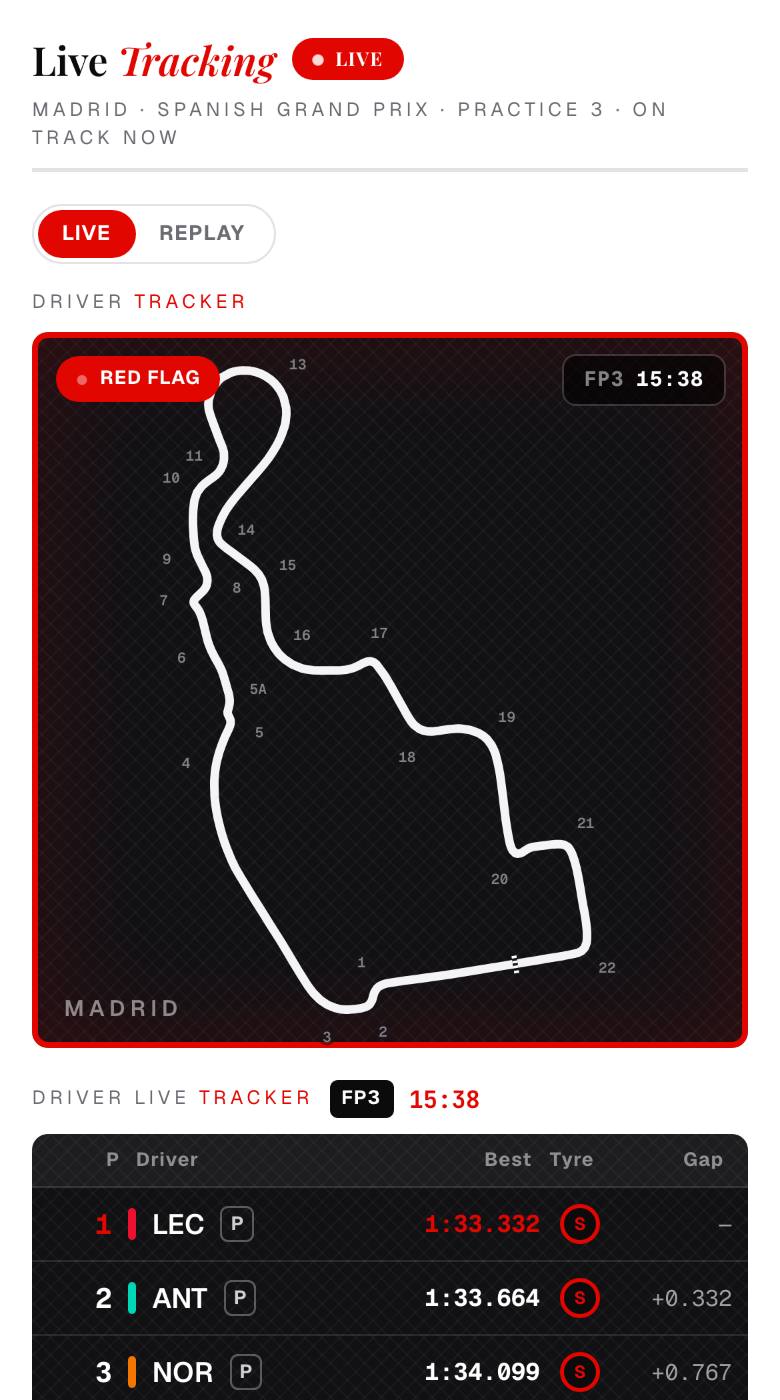 Live Tracking LIVE
MADRID · SPANISH GRAND PRIX · PRACTICE 3 · ON
TRACK NOW
LIVE REPLAY
DRIVER TRACKER
RED FLAG
13
FP3 15:38
11
10
14
9
15
8
7
16
17
6
5A
19
5
4
18
21
20
1
22
MADRID
2
3
DRIVER LIVE TRACKER FP3 15:38
P Driver Best Tyre Gap
1 LEC P 1:33.332 S –
2 ANT P 1:33.664 S +0.332
3 NOR P 1:34.099 S +0.767